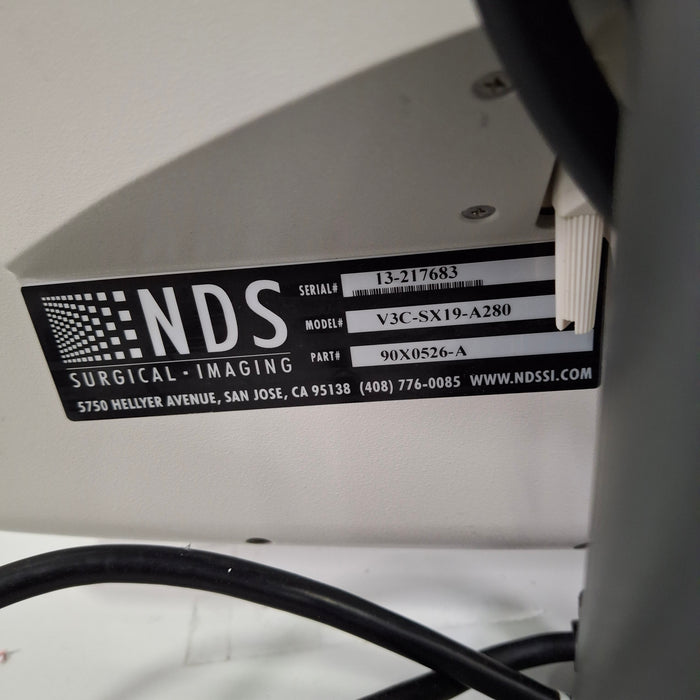 NDS
SURGICAL · IMAGING
SERIAL# 13-217683
MODEL# V3C-SX19-A280
PART# 90X0526-A
5750 HELLYER AVENUE, SAN JOSE, CA 95138 (408) 776-0085 WWW.NDSSI.COM